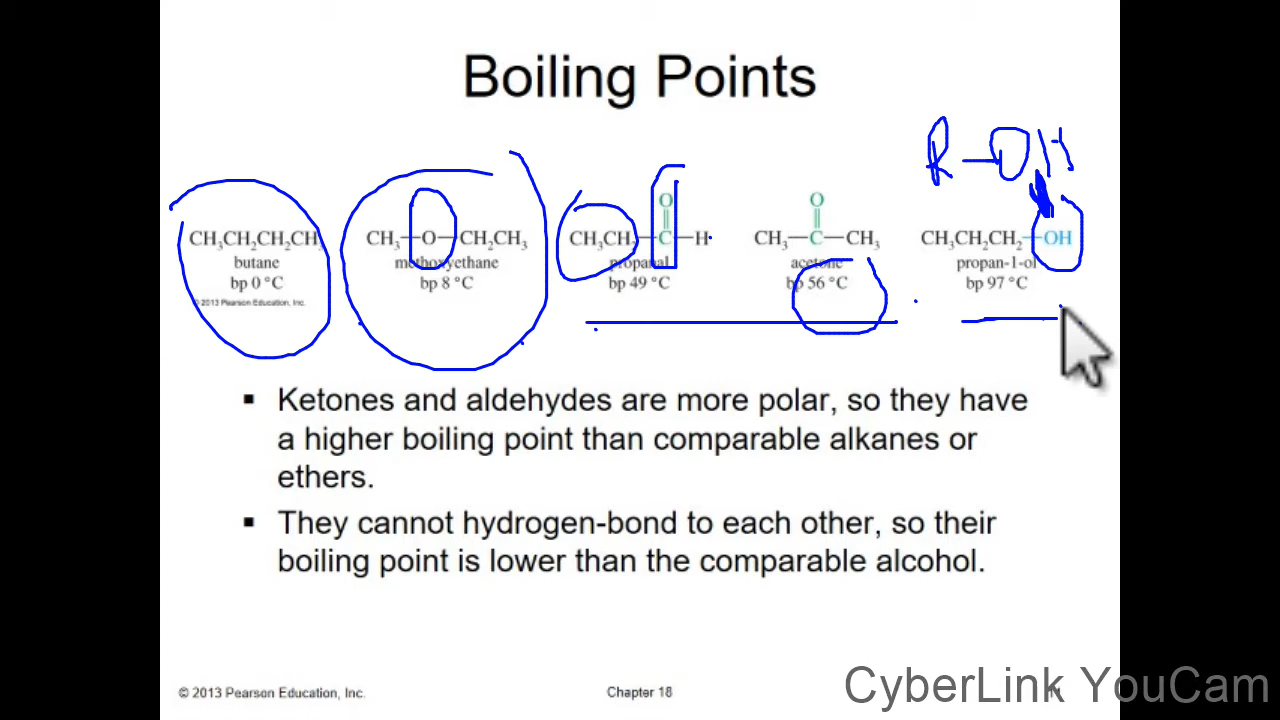 Boiling Points
R-OH
CH₃CH₂CH₂CH₃ CH₃—O—CH₂CH₃ CH₃CH₂—C—H CH₃—C—CH₃ CH₃CH₂CH₂—OH
O O
butane methoxyethane propanal acetone propan-1-ol
bp 0 °C bp 8 °C bp 49 °C bp 56 °C bp 97 °C
©2013 Pearson Education, Inc.
▪ Ketones and aldehydes are more polar, so they have
a higher boiling point than comparable alkanes or
ethers.
▪ They cannot hydrogen-bond to each other, so their
boiling point is lower than the comparable alcohol.
© 2013 Pearson Education, Inc.
Chapter 18
CyberLink YouCam